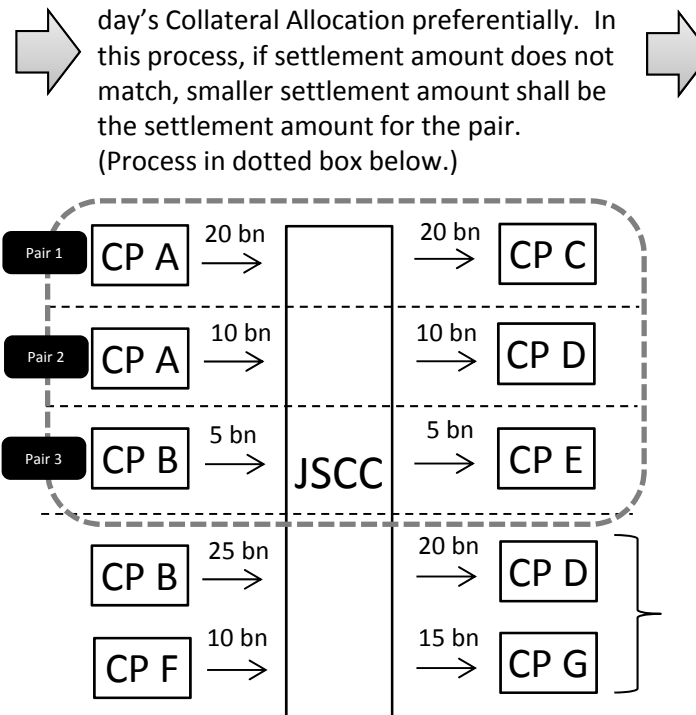 day's Collateral Allocation preferentially. In
this process, if settlement amount does not
match, smaller settlement amount shall be
the settlement amount for the pair.
(Process in dotted box below.)
Pair 1
CP A
20 bn
20 bn
CP C
Pair 2
CP A
10 bn
10 bn
CP D
Pair 3
CP B
5 bn
JSCC
5 bn
CP E
CP B
25 bn
20 bn
CP D
CP F
10 bn
15 bn
CP G